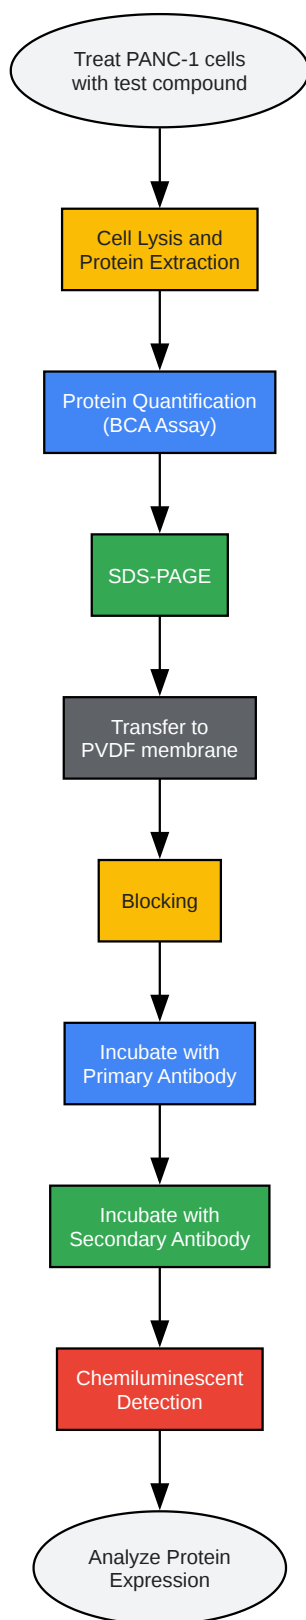 Treat PANC-1 cells
with test compound
Cell Lysis and
Protein Extraction
Protein Quantification
(BCA Assay)
SDS-PAGE
Transfer to
PVDF membrane
Blocking
Incubate with
Primary Antibody
Incubate with
Secondary Antibody
Chemiluminescent
Detection
Analyze Protein
Expression